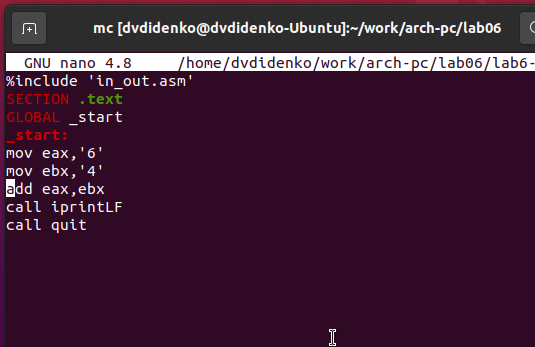 mc [dvdidenko@dvdidenko-Ubuntu]:~/work/arch-pc/lab06
GNU nano 4.8 /home/dvdidenko/work/arch-pc/lab06/lab6-
%include 'in_out.asm'
SECTION .text
GLOBAL _start
_start:
mov eax,'6'
mov ebx,'4'
add eax,ebx
call iprintLF
call quit